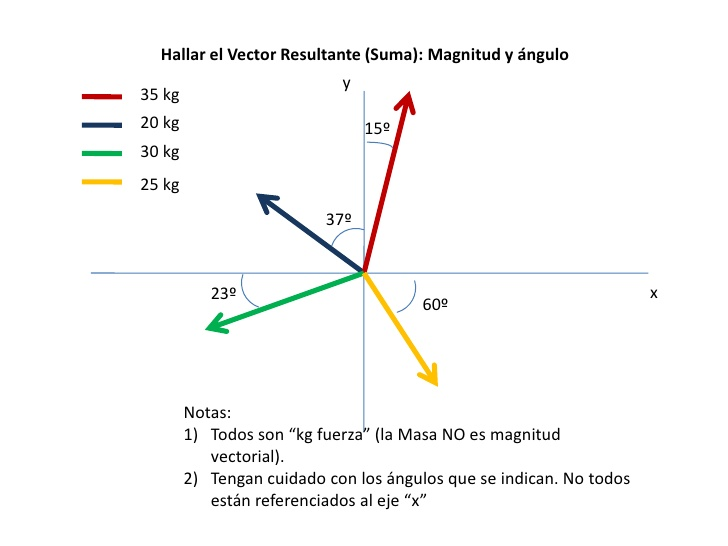 Hallar el Vector Resultante (Suma): Magnitud y ángulo
y
35 kg
20 kg
30 kg
25 kg
15º
37º
23º
60º
x
Notas:
1) Todos son “kg fuerza” (la Masa NO es magnitud
vectorial).
2) Tengan cuidado con los ángulos que se indican. No todos
están referenciados al eje “x”